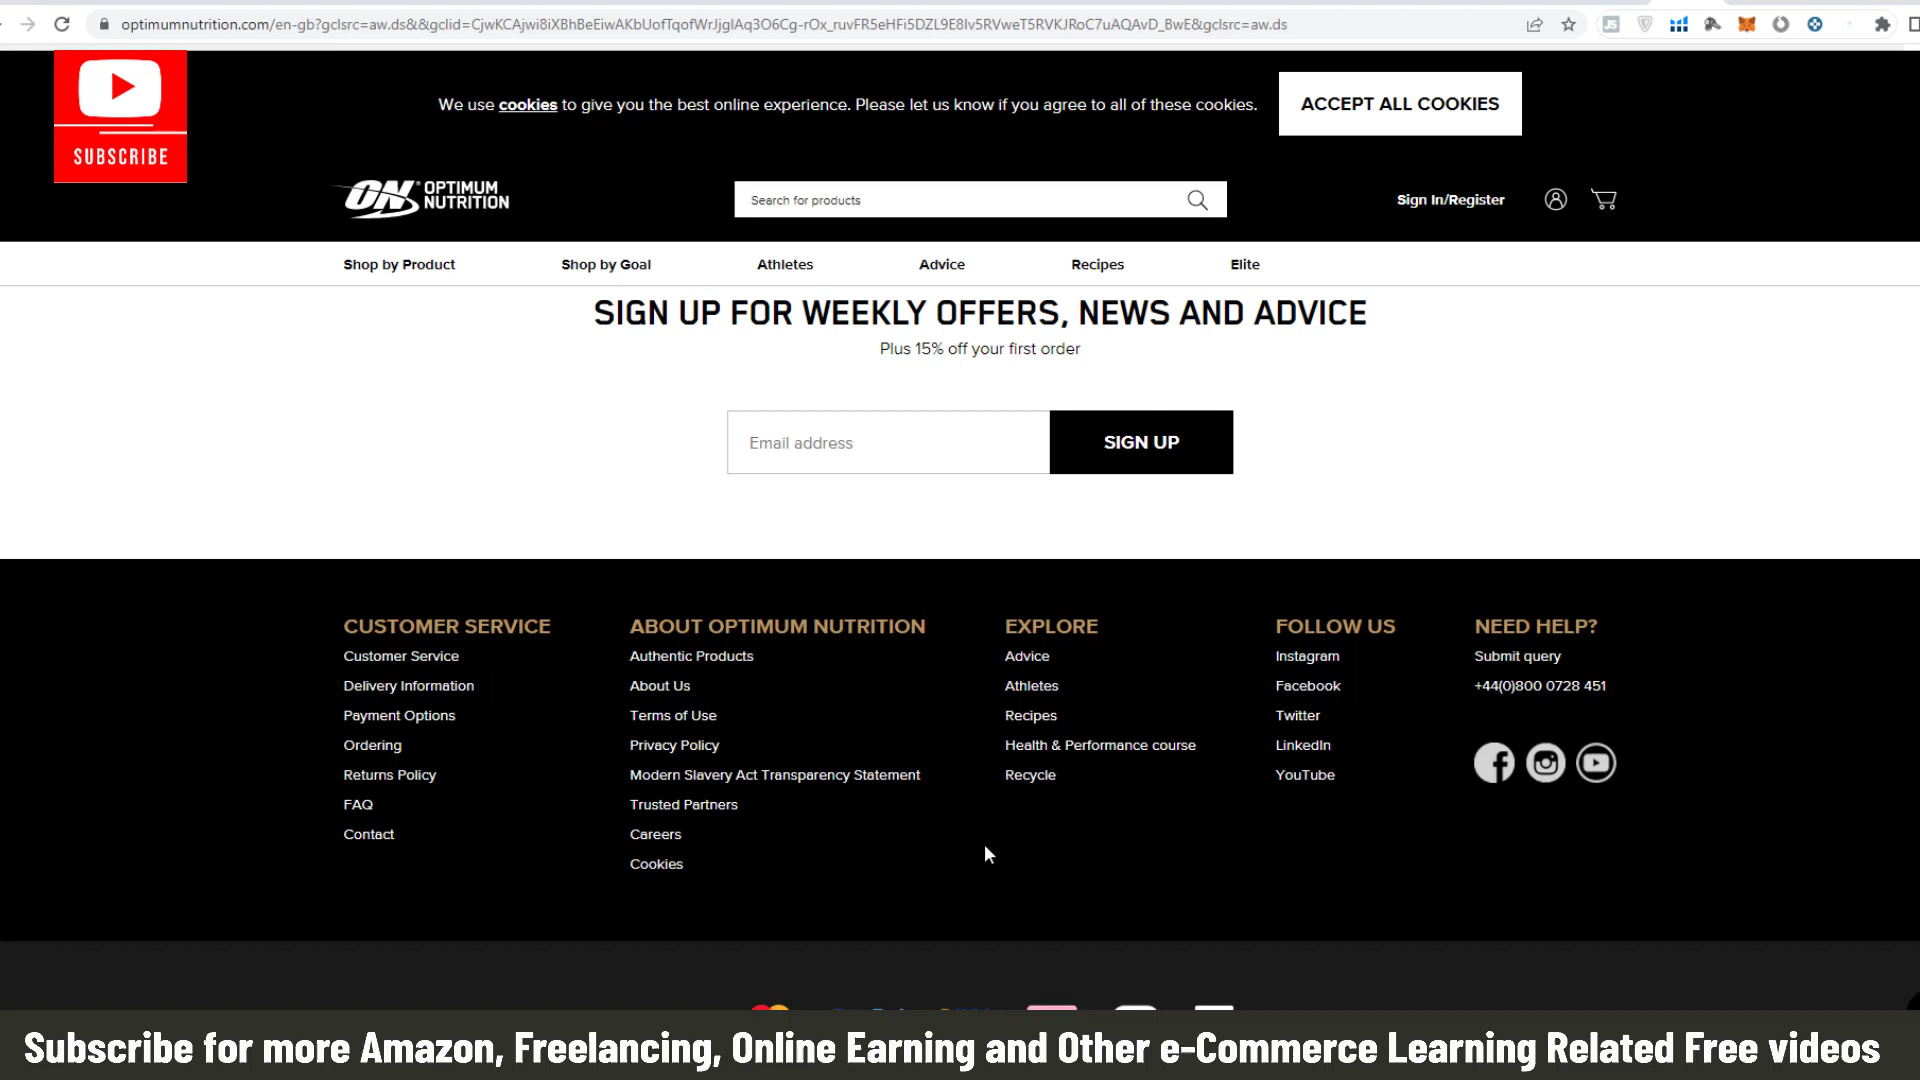 optimumnutrition.com/en-gb?gclsrc=aw.ds&&gclid=CjwKCAjwi8iXBhBeEiwAKbUofTqofWrJjgIAq3O6Cg-rOx_ruvFR5eHFi5DZL9E8Iv5RVweT5RVKJRoC7uAQAvD_BwE&gclsrc=aw.ds
JS
SUBSCRIBE
We use cookies to give you the best online experience. Please let us know if you agree to all of these cookies.
ACCEPT ALL COOKIES
ON OPTIMUM NUTRITION
Search for products
Sign In/Register
Shop by Product
Shop by Goal
Athletes
Advice
Recipes
Elite
SIGN UP FOR WEEKLY OFFERS, NEWS AND ADVICE
Plus 15% off your first order
Email address
SIGN UP
CUSTOMER SERVICE
Customer Service
Delivery Information
Payment Options
Ordering
Returns Policy
FAQ
Contact
ABOUT OPTIMUM NUTRITION
Authentic Products
About Us
Terms of Use
Privacy Policy
Modern Slavery Act Transparency Statement
Trusted Partners
Careers
Cookies
EXPLORE
Advice
Athletes
Recipes
Health & Performance course
Recycle
FOLLOW US
Instagram
Facebook
Twitter
LinkedIn
YouTube
NEED HELP?
Submit query
+44(0)800 0728 451
Subscribe for more Amazon, Freelancing, Online Earning and Other e-Commerce Learning Related Free videos